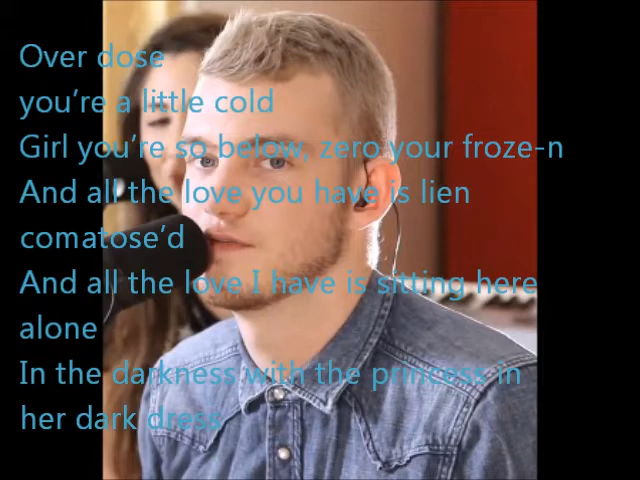 Over dose
you're a little cold
Girl you're so below, zero your froze-n
And all the love you have is lien
comatose'd
And all the love I have is sitting here
alone
In the darkness with the princess in
her dark dress